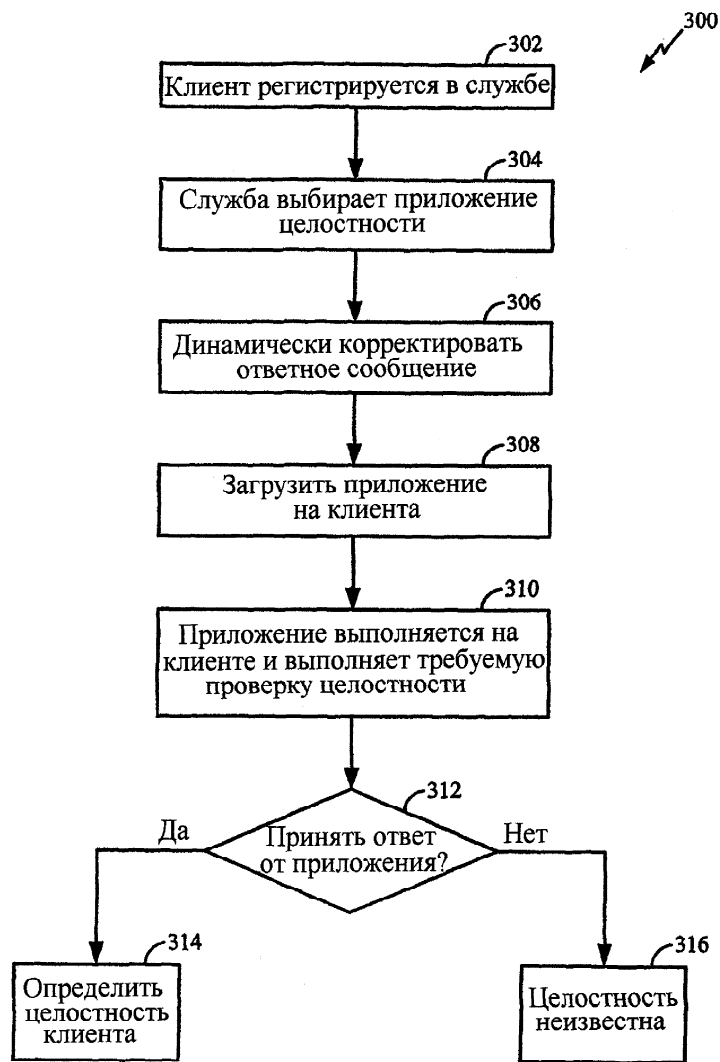 300
302
Клиент регистрируется в службе
304
Служба выбирает приложение
целостности
306
Динамически корректировать
ответное сообщение
308
Загрузить приложение
на клиента
310
Приложение выполняется на
клиенте и выполняет требуемую
проверку целостности
312
Да
Принять ответ
от приложения?
Нет
314
Определить
целостность
клиента
316
Целостность
неизвестна